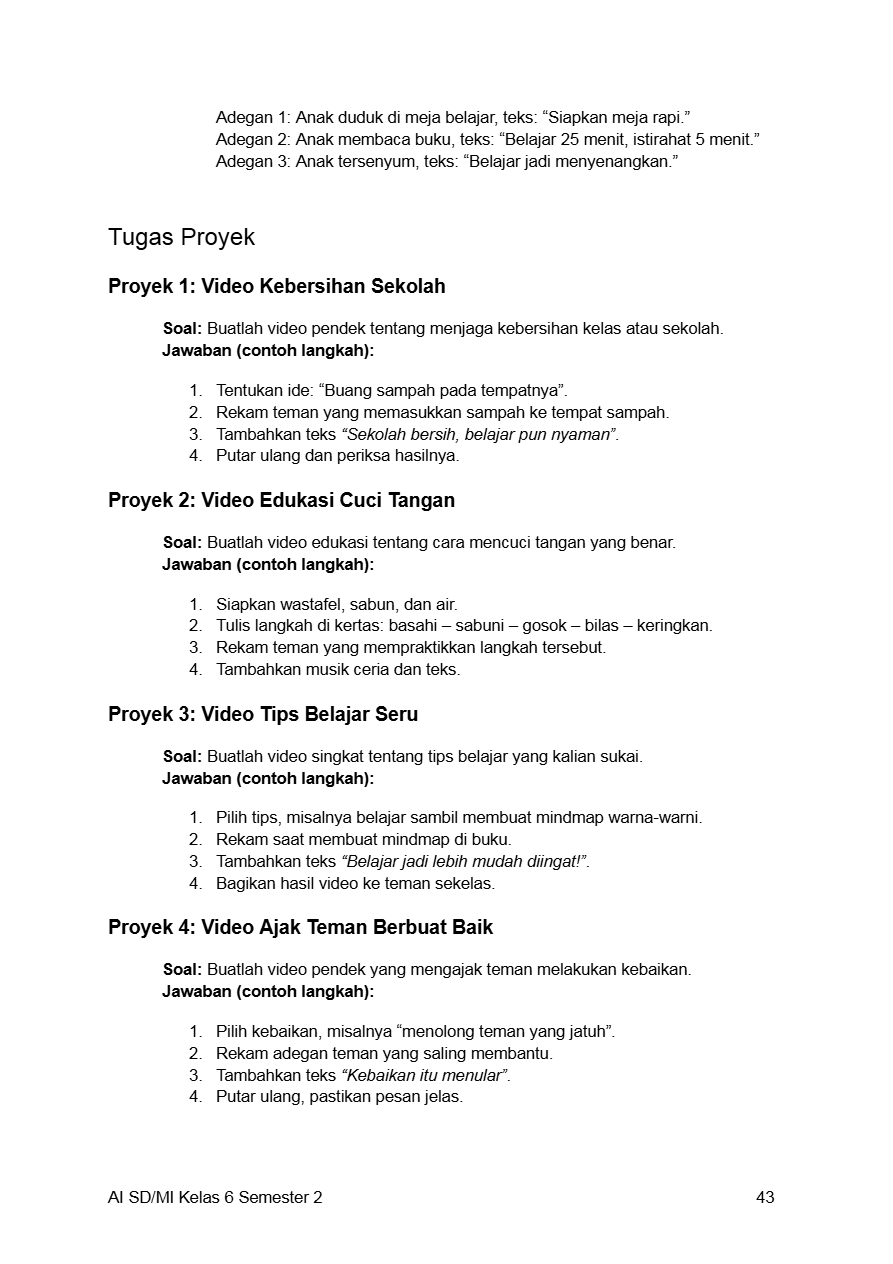 Adegan 1: Anak duduk di meja belajar, teks: “Siapkan meja rapi.”
Adegan 2: Anak membaca buku, teks: “Belajar 25 menit, istirahat 5 menit.”
Adegan 3: Anak tersenyum, teks: “Belajar jadi menyenangkan.”
Tugas Proyek
Proyek 1: Video Kebersihan Sekolah
Soal: Buatlah video pendek tentang menjaga kebersihan kelas atau sekolah.
Jawaban (contoh langkah):
1. Tentukan ide: “Buang sampah pada tempatnya”.
2. Rekam teman yang memasukkan sampah ke tempat sampah.
3. Tambahkan teks “Sekolah bersih, belajar pun nyaman”.
4. Putar ulang dan periksa hasilnya.
Proyek 2: Video Edukasi Cuci Tangan
Soal: Buatlah video edukasi tentang cara mencuci tangan yang benar.
Jawaban (contoh langkah):
1. Siapkan wastafel, sabun, dan air.
2. Tulis langkah di kertas: basahi – sabuni – gosok – bilas – keringkan.
3. Rekam teman yang mempraktikkan langkah tersebut.
4. Tambahkan musik ceria dan teks.
Proyek 3: Video Tips Belajar Seru
Soal: Buatlah video singkat tentang tips belajar yang kalian sukai.
Jawaban (contoh langkah):
1. Pilih tips, misalnya belajar sambil membuat mindmap warna-warni.
2. Rekam saat membuat mindmap di buku.
3. Tambahkan teks “Belajar jadi lebih mudah diingat!”.
4. Bagikan hasil video ke teman sekelas.
Proyek 4: Video Ajak Teman Berbuat Baik
Soal: Buatlah video pendek yang mengajak teman melakukan kebaikan.
Jawaban (contoh langkah):
1. Pilih kebaikan, misalnya “menolong teman yang jatuh”.
2. Rekam adegan teman yang saling membantu.
3. Tambahkan teks “Kebaikan itu menular”.
4. Putar ulang, pastikan pesan jelas.
AI SD/MI Kelas 6 Semester 2 43